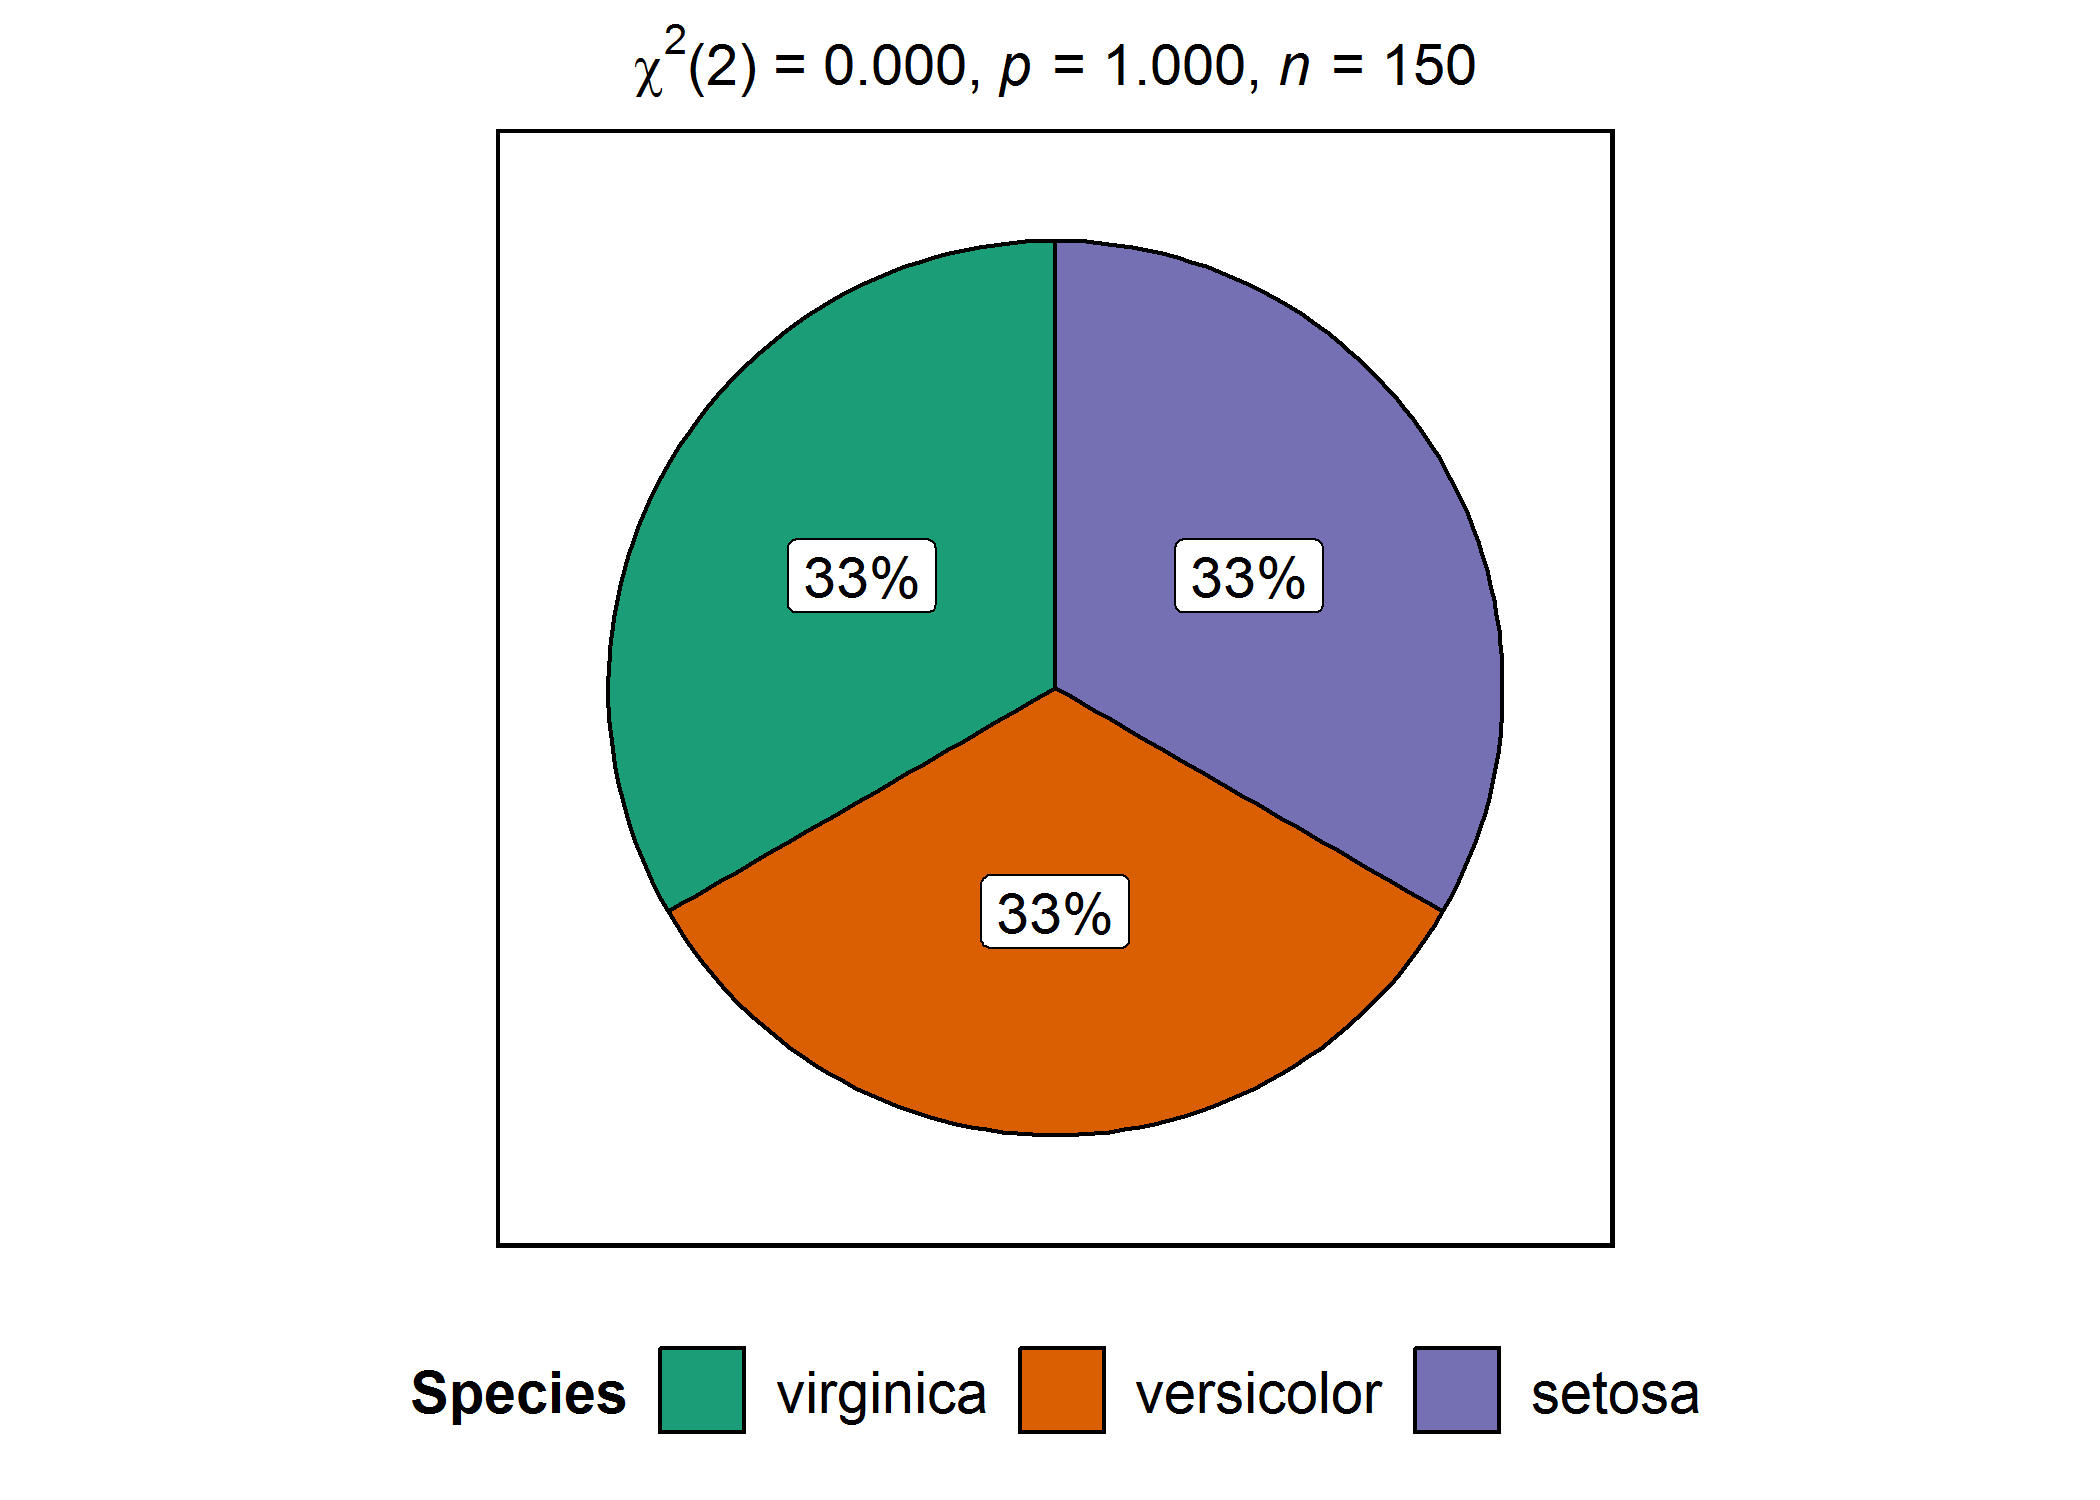 χ²(2) = 0.000, p = 1.000, n = 150
33% 33%
33%
Species virginica versicolor setosa